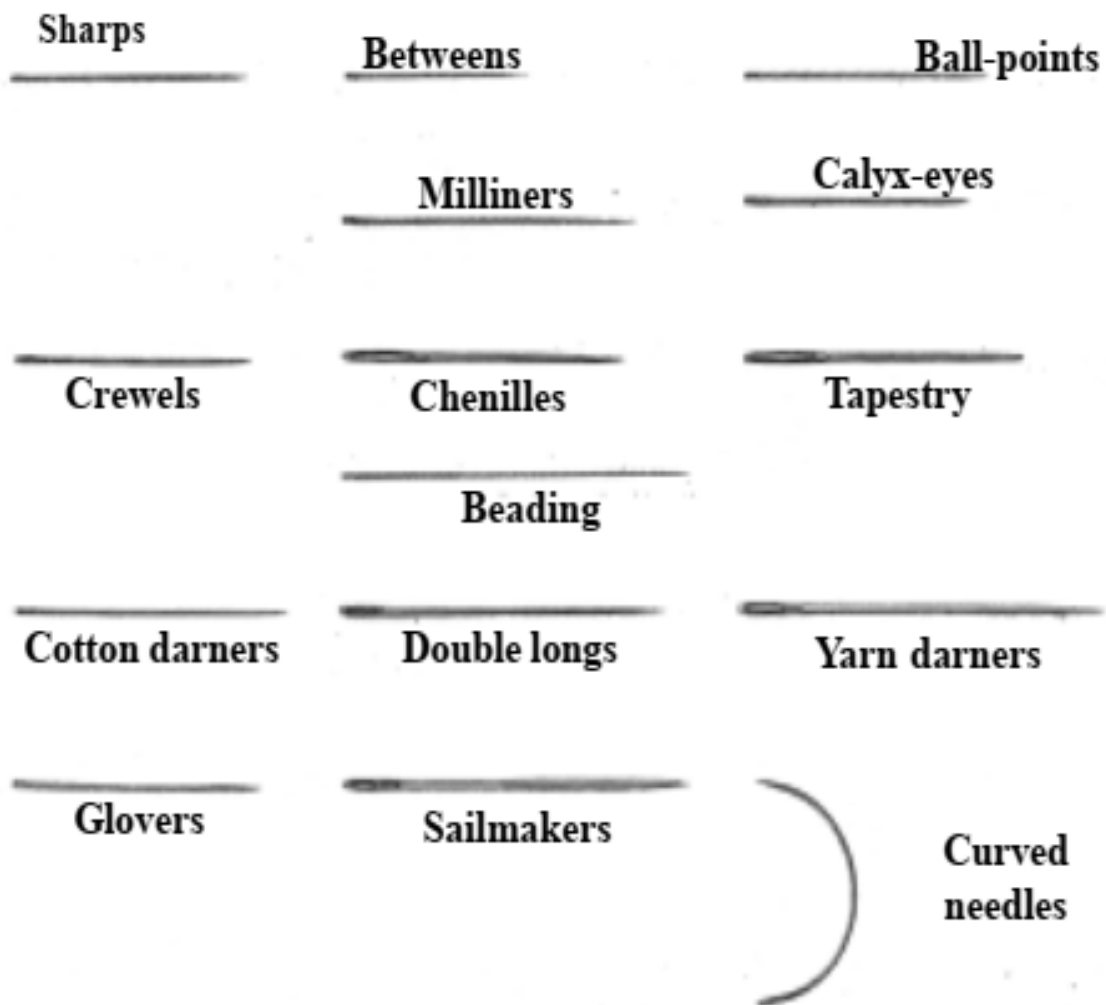 Sharps
Betweens
Ball-points
Milliners
Calyx-eyes
Crewels
Chenilles
Tapestry
Beading
Cotton darners
Double longs
Yarn darners
Glovers
Sailmakers
Curved
needles